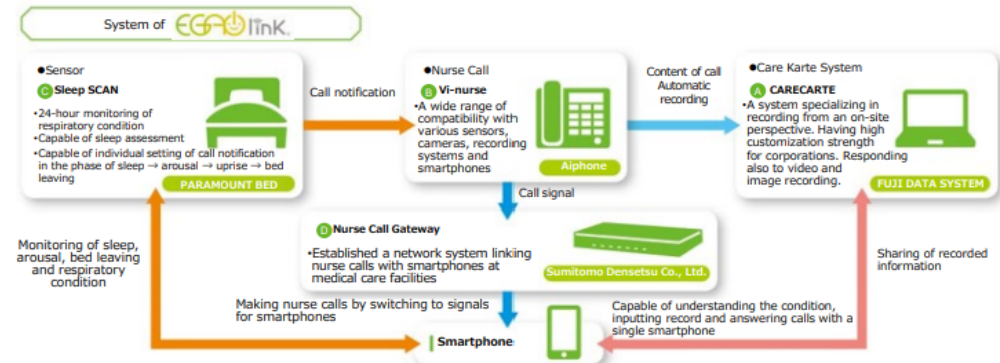 System of EGAO link®
●Sensor
C Sleep SCAN
•24-hour monitoring of
respiratory condition
•Capable of sleep assessment
•Capable of individual setting of call notification
in the phase of sleep → arousal → uprise → bed
leaving
PARAMOUNT BED
Call notification
●Nurse Call
B Vi-nurse
•A wide range of
compatibility with
various sensors,
cameras, recording
systems and
smartphones
Aiphone
Content of call
Automatic
recording
●Care Karte System
A CARECARTE
•A system specializing in
recording from an on-site
perspective. Having high
customization strength
for corporations. Responding
also to video and
image recording.
FUJI DATA SYSTEM
Call signal
D Nurse Call Gateway
•Established a network system linking
nurse calls with smartphones at
medical care facilities
Sumitomo Densetsu Co., Ltd.
Monitoring of sleep,
arousal, bed leaving
and respiratory
condition
Sharing of recorded
information
Making nurse calls by switching to signals
for smartphones
Capable of understanding the condition,
inputting record and answering calls with a
single smartphone
Smartphone